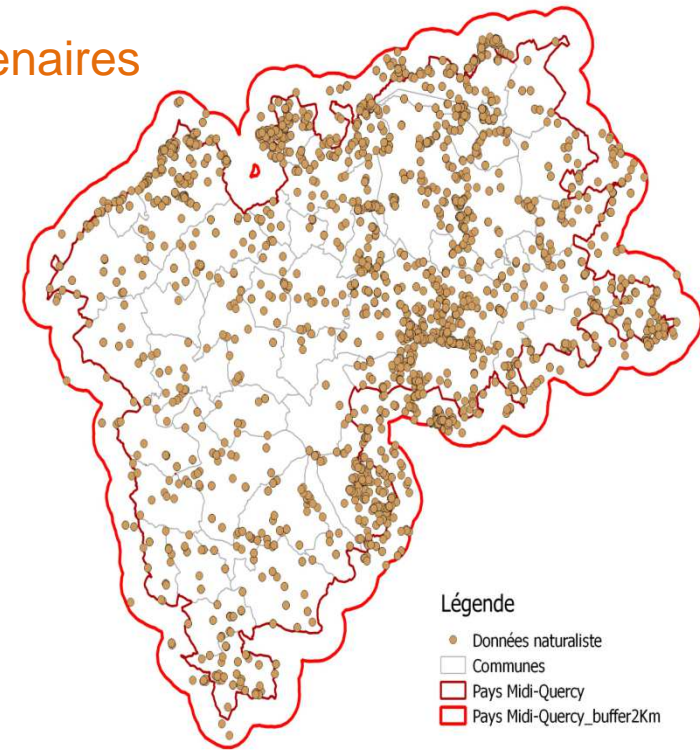 enaires
Légende
Données naturaliste
Communes
Pays Midi-Quercy
Pays Midi-Quercy_buffer2Km